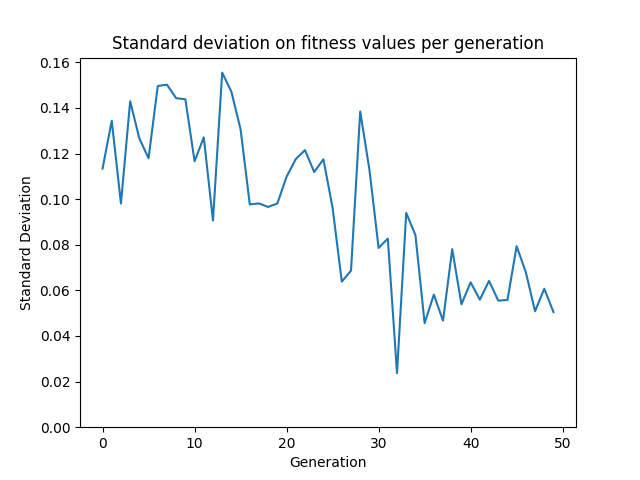 Standard deviation on fitness values per generation
0.16
0.14
0.12
0.10
0.08
0.06
0.04
0.02
0.00
Standard Deviation
0 10 20 30 40 50
Generation